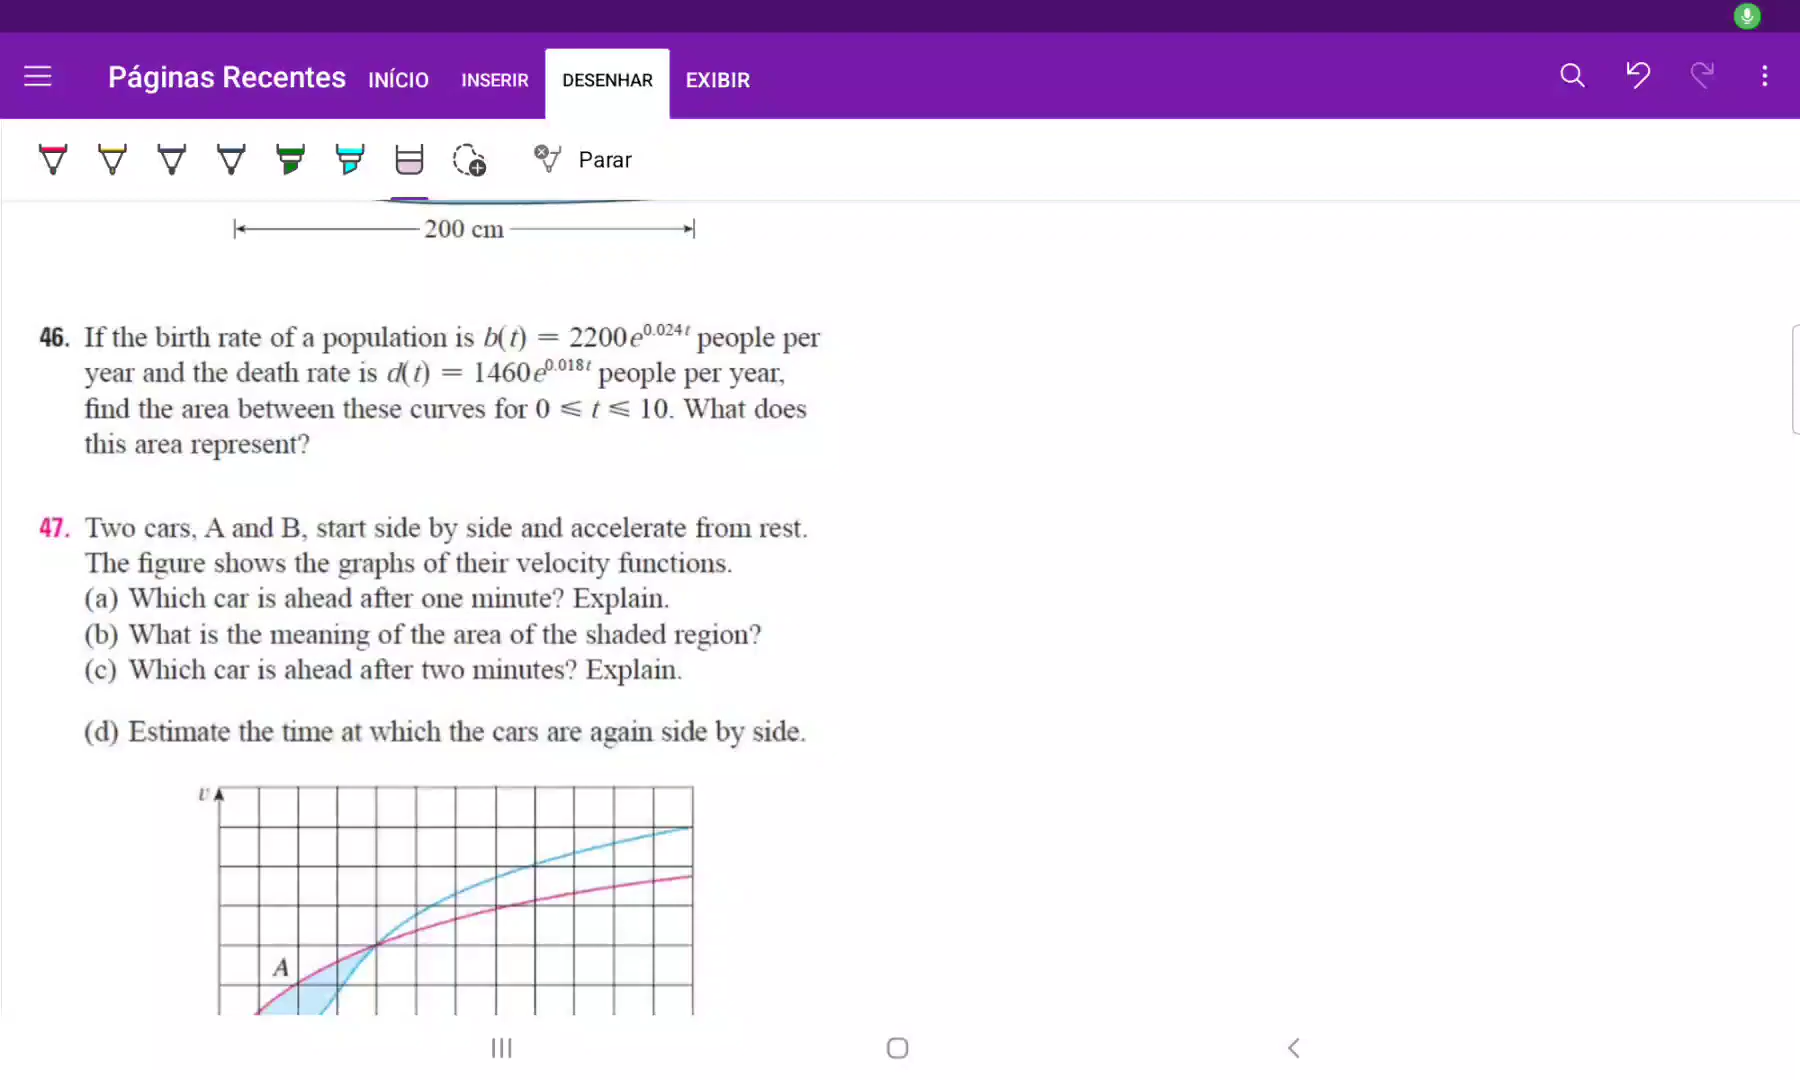 Páginas Recentes INÍCIO INSERIR DESENHAR EXIBIR
Parar
200 cm
46. If the birth rate of a population is b(t) = 2200e^0.024t people per
year and the death rate is d(t) = 1460e^0.018t people per year,
find the area between these curves for 0 ⩽ t ⩽ 10. What does
this area represent?
47. Two cars, A and B, start side by side and accelerate from rest.
The figure shows the graphs of their velocity functions.
(a) Which car is ahead after one minute? Explain.
(b) What is the meaning of the area of the shaded region?
(c) Which car is ahead after two minutes? Explain.
(d) Estimate the time at which the cars are again side by side.
v
A